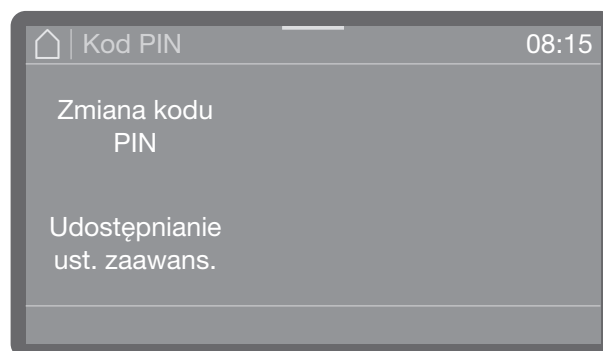 Kod PIN 08:15
Zmiana kodu
PIN
Udostępnianie
ust. zaawans.